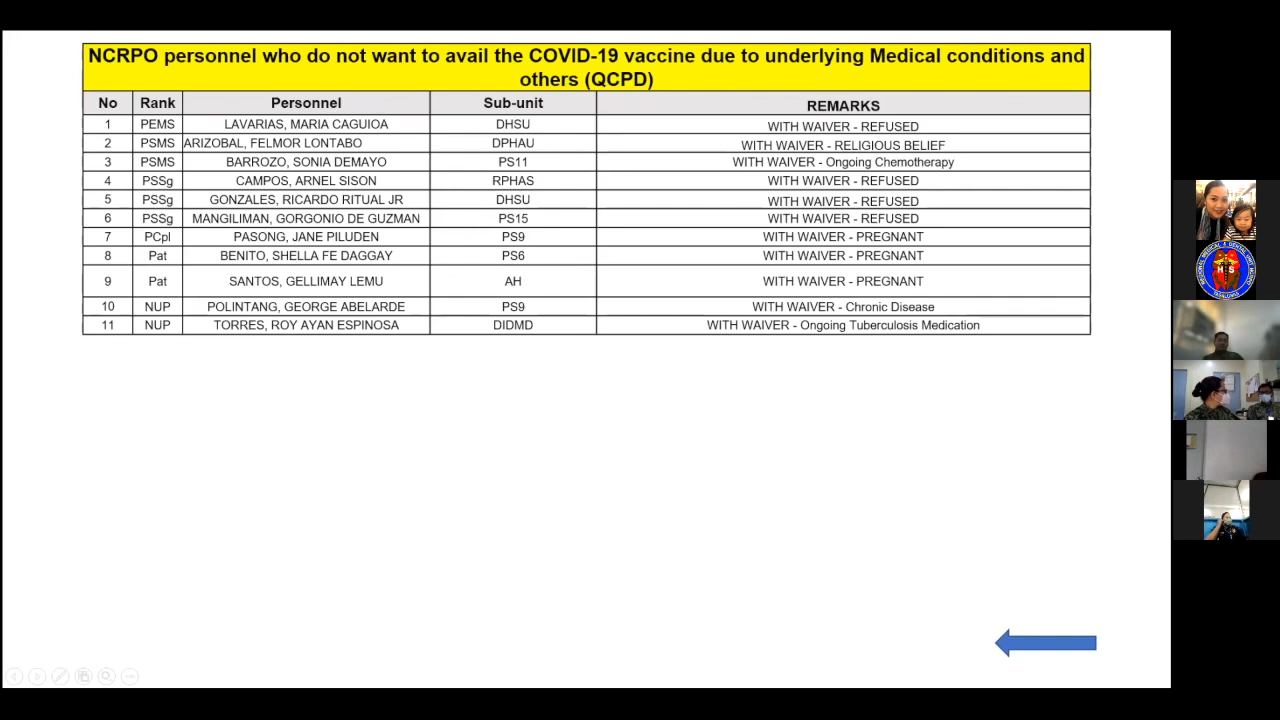 NCRPO personnel who do not want to avail the COVID-19 vaccine due to underlying Medical conditions and
others (QCPD)
No Rank Personnel Sub-unit REMARKS
1 PEMS LAVARIAS, MARIA CAGUIOA DHSU WITH WAIVER - REFUSED
2 PSMS ARIZOBAL, FELMOR LONTABO DPHAU WITH WAIVER - RELIGIOUS BELIEF
3 PSMS BARROZO, SONIA DEMAYO PS11 WITH WAIVER - Ongoing Chemotherapy
4 PSSg CAMPOS, ARNEL SISON RPHAS WITH WAIVER - REFUSED
5 PSSg GONZALES, RICARDO RITUAL JR DHSU WITH WAIVER - REFUSED
6 PSSg MANGILIMAN, GORGONIO DE GUZMAN PS15 WITH WAIVER - REFUSED
7 PCpl PASONG, JANE PILUDEN PS9 WITH WAIVER - PREGNANT
8 Pat BENITO, SHELLA FE DAGGAY PS6 WITH WAIVER - PREGNANT
9 Pat SANTOS, GELLIMAY LEMU AH WITH WAIVER - PREGNANT
10 NUP POLINTANG, GEORGE ABELARDE PS9 WITH WAIVER - Chronic Disease
11 NUP TORRES, ROY AYAN ESPINOSA DIDMD WITH WAIVER - Ongoing Tuberculosis Medication